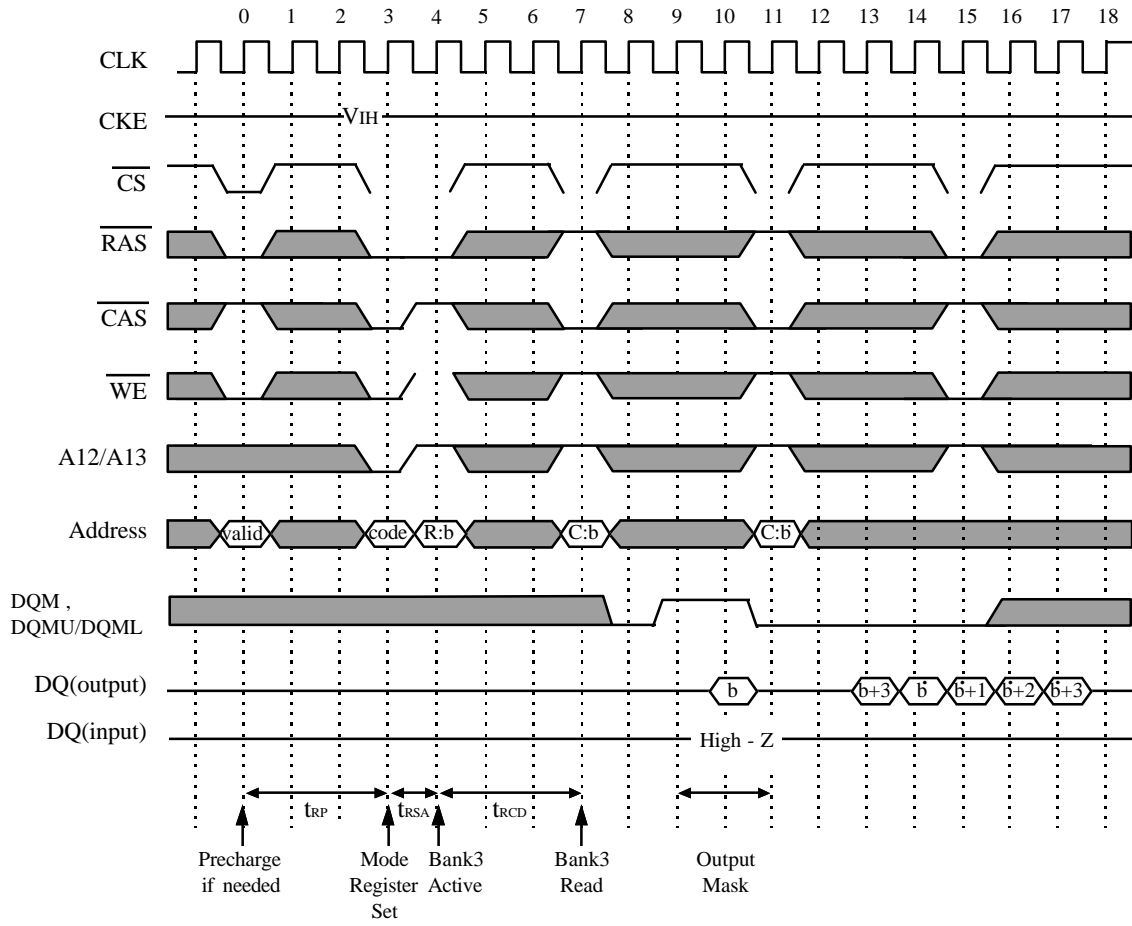 0 1 2 3 4 5 6 7 8 9 10 11 12 13 14 15 16 17 18
CLK
CKE
VIH
CS
RAS
CAS
WE
A12/A13
Address
valid code R:b C:b C:b̀
DQM ,
DQMU/DQML
DQ(output)
b b+3 ḃ ḃ+1 ḃ+2 ḃ+3
DQ(input)
High - Z
tRP tRSA tRCD
Precharge
if needed
Mode
Register
Set
Bank3
Active
Bank3
Read
Output
Mask